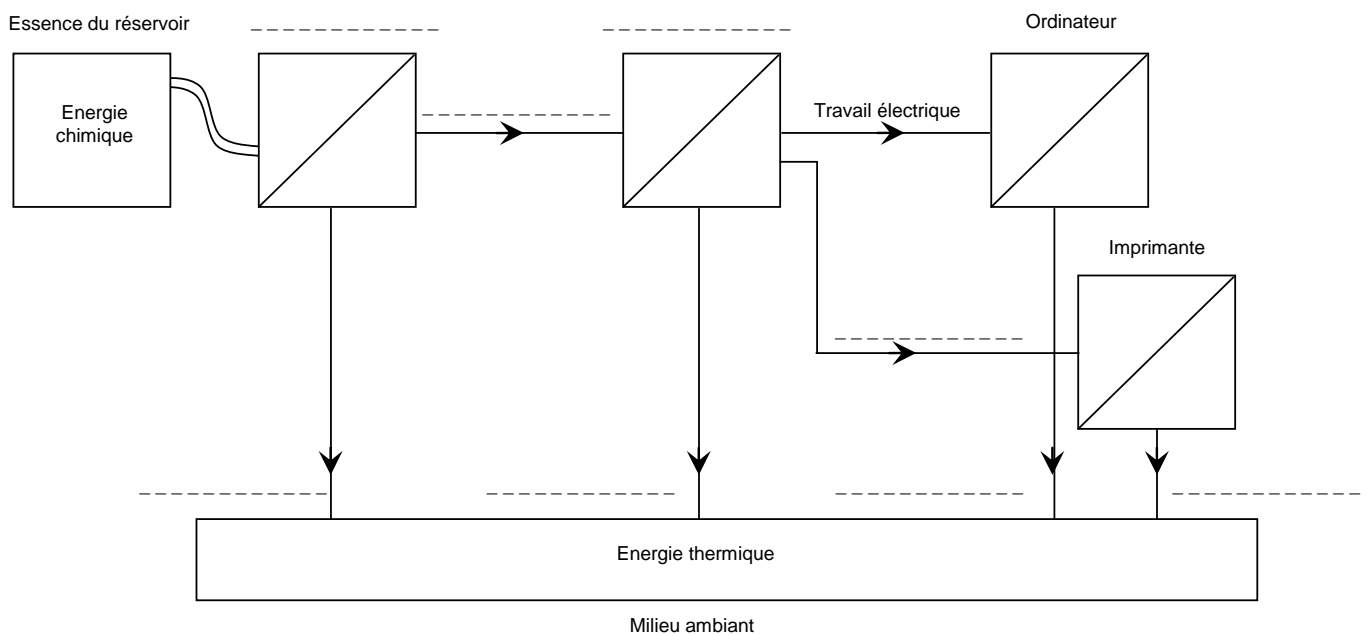 Essence du réservoir
Ordinateur
Energie
chimique
Travail électrique
Imprimante
Energie thermique
Milieu ambiant